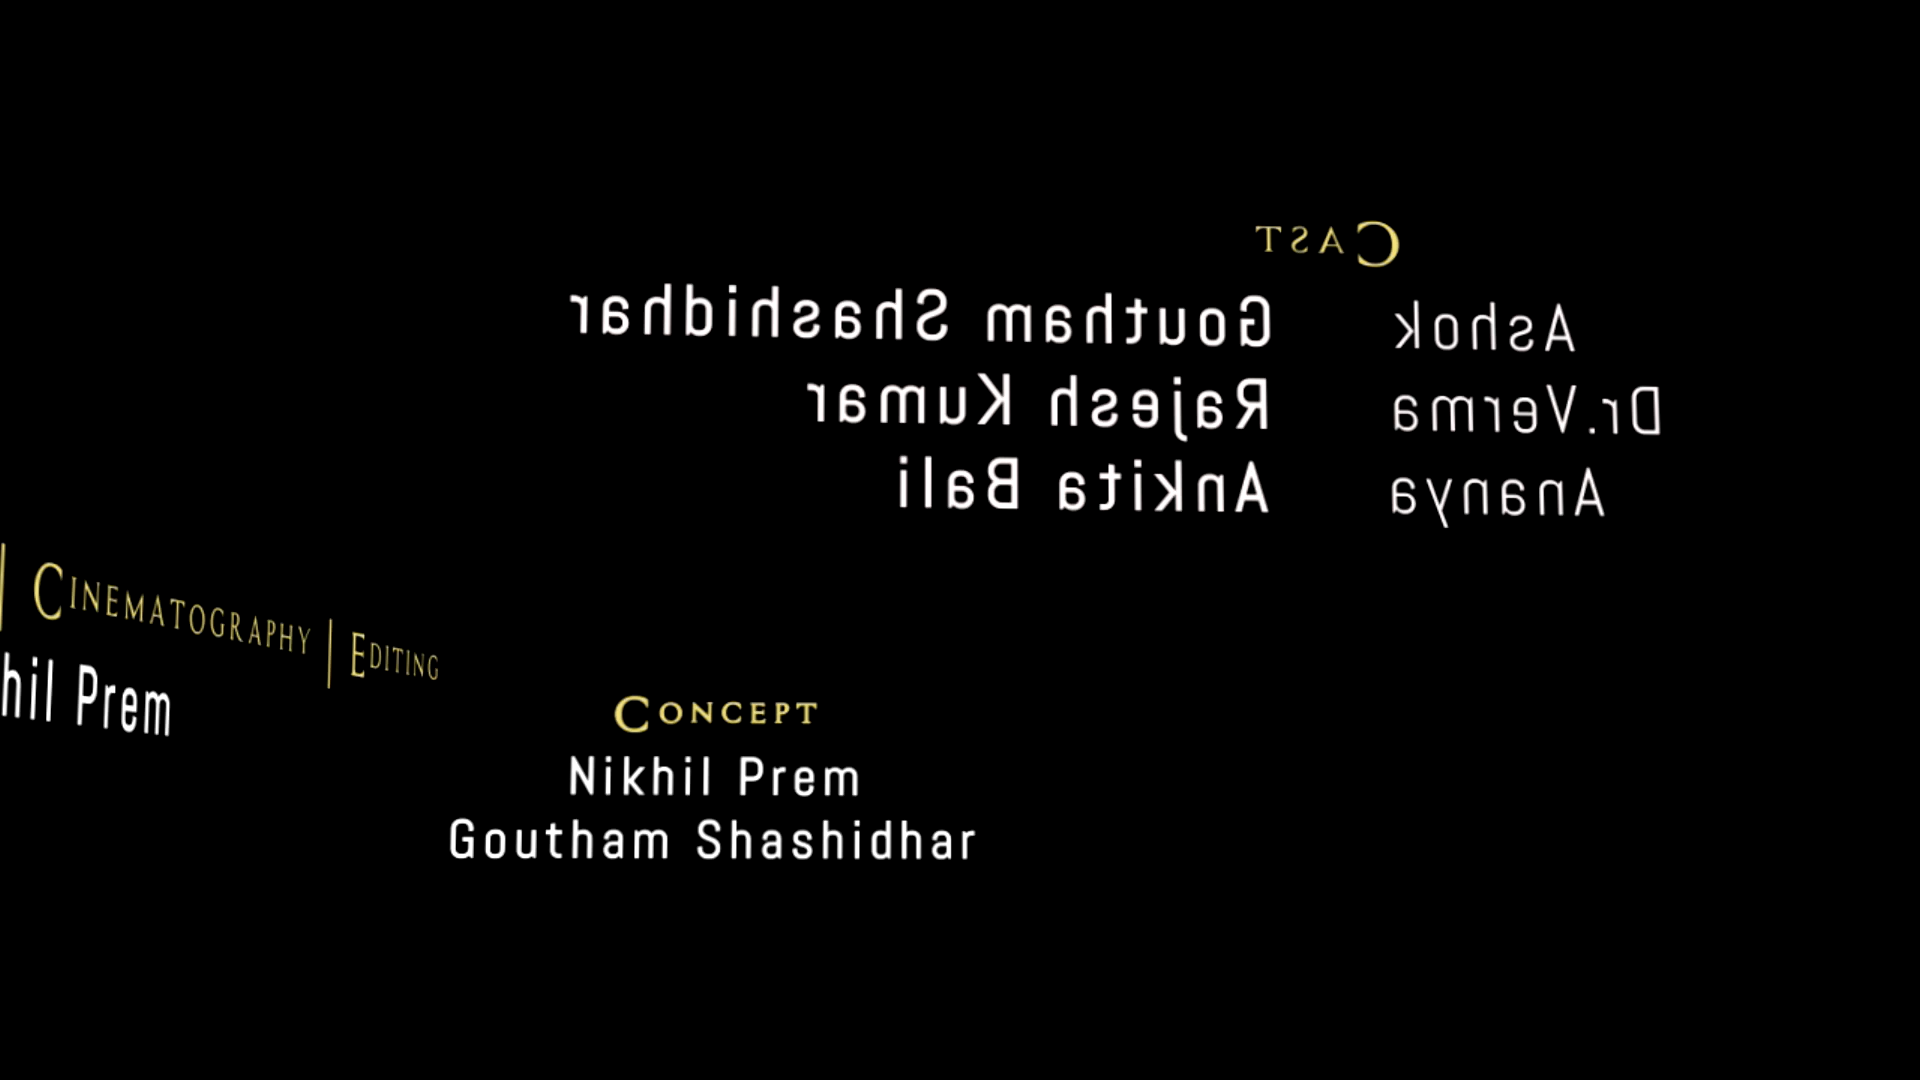 Cast
Ashok Goutham Shashidhar
Dr.Verma Rajesh Kumar
Ananya Ankita Bali
| Cinematography | Editing
hil Prem
Concept
Nikhil Prem
Goutham Shashidhar